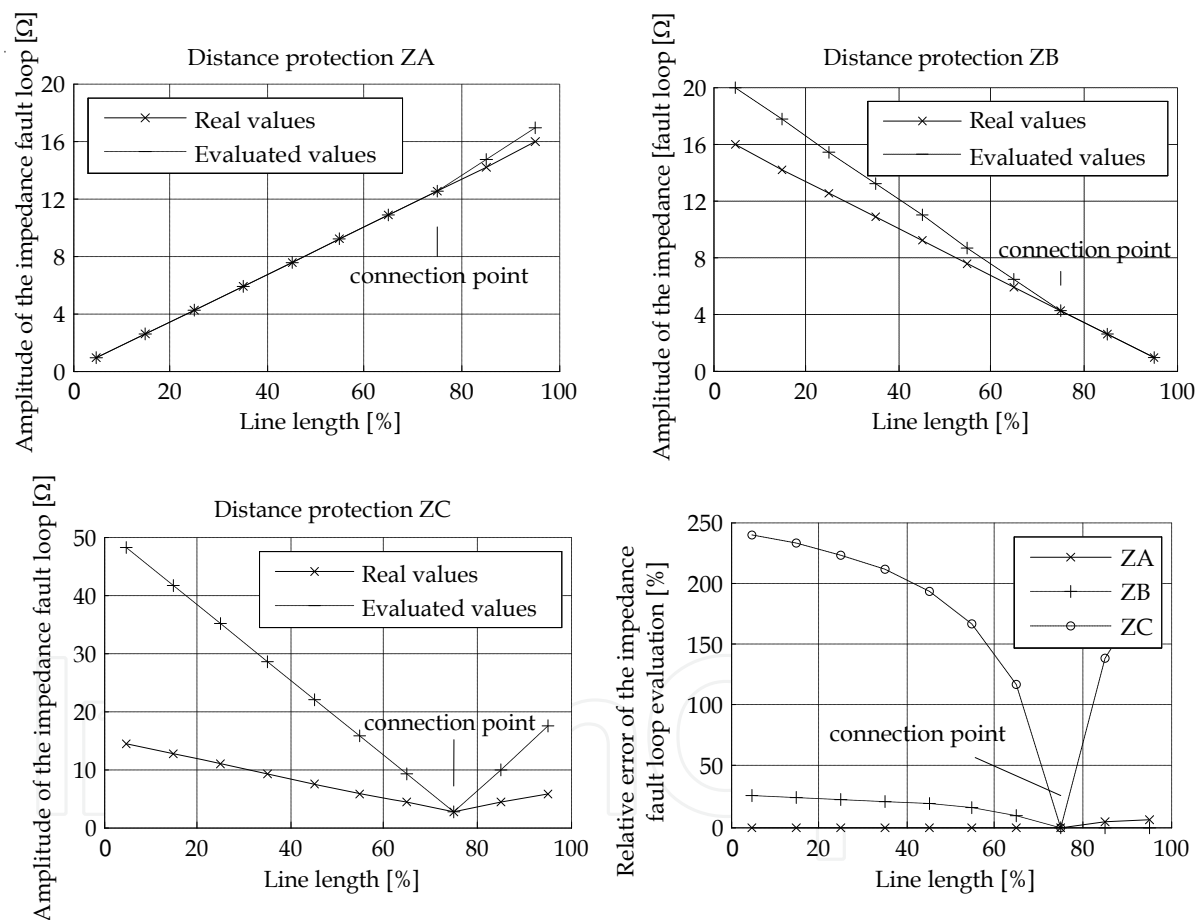 Distance protection ZA
Amplitude of the impedance fault loop [Ω]
20
16
12
8
4
0
Real values
Evaluated values
connection point
0 20 40 60 80 100
Line length [%]
Distance protection ZB
Amplitude of the impedance [fault loop]
20
16
12
8
4
0
Real values
Evaluated values
connection point
0 20 40 60 80 100
Line length [%]
Distance protection ZC
Amplitude of the impedance fault loop [Ω]
50
40
30
20
10
0
Real values
Evaluated values
connection point
0 20 40 60 80 100
Line length [%]
Relative error of the impedance
fault loop evaluation [%]
250
200
150
100
50
0
ZA
ZB
ZC
connection point
0 20 40 60 80 100
Line length [%]